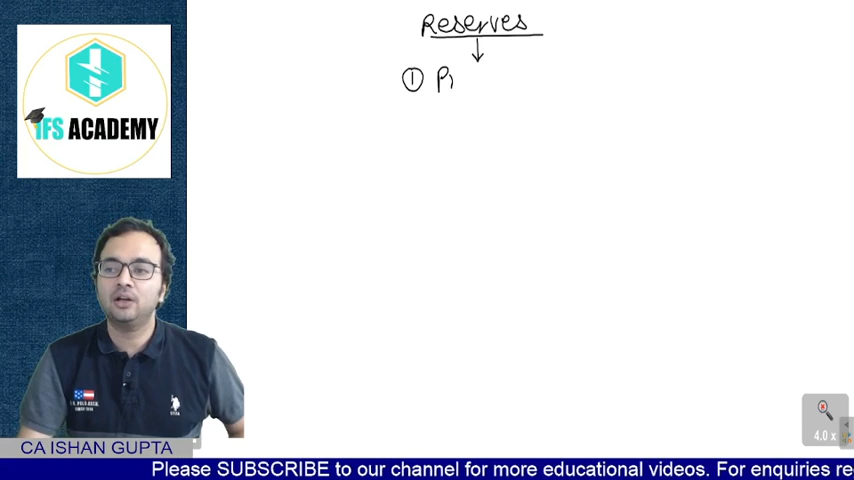 Reserves
① Pr
IFS ACADEMY
4.0 x
CA ISHAN GUPTA
Please SUBSCRIBE to our channel for more educational videos. For enquiries re